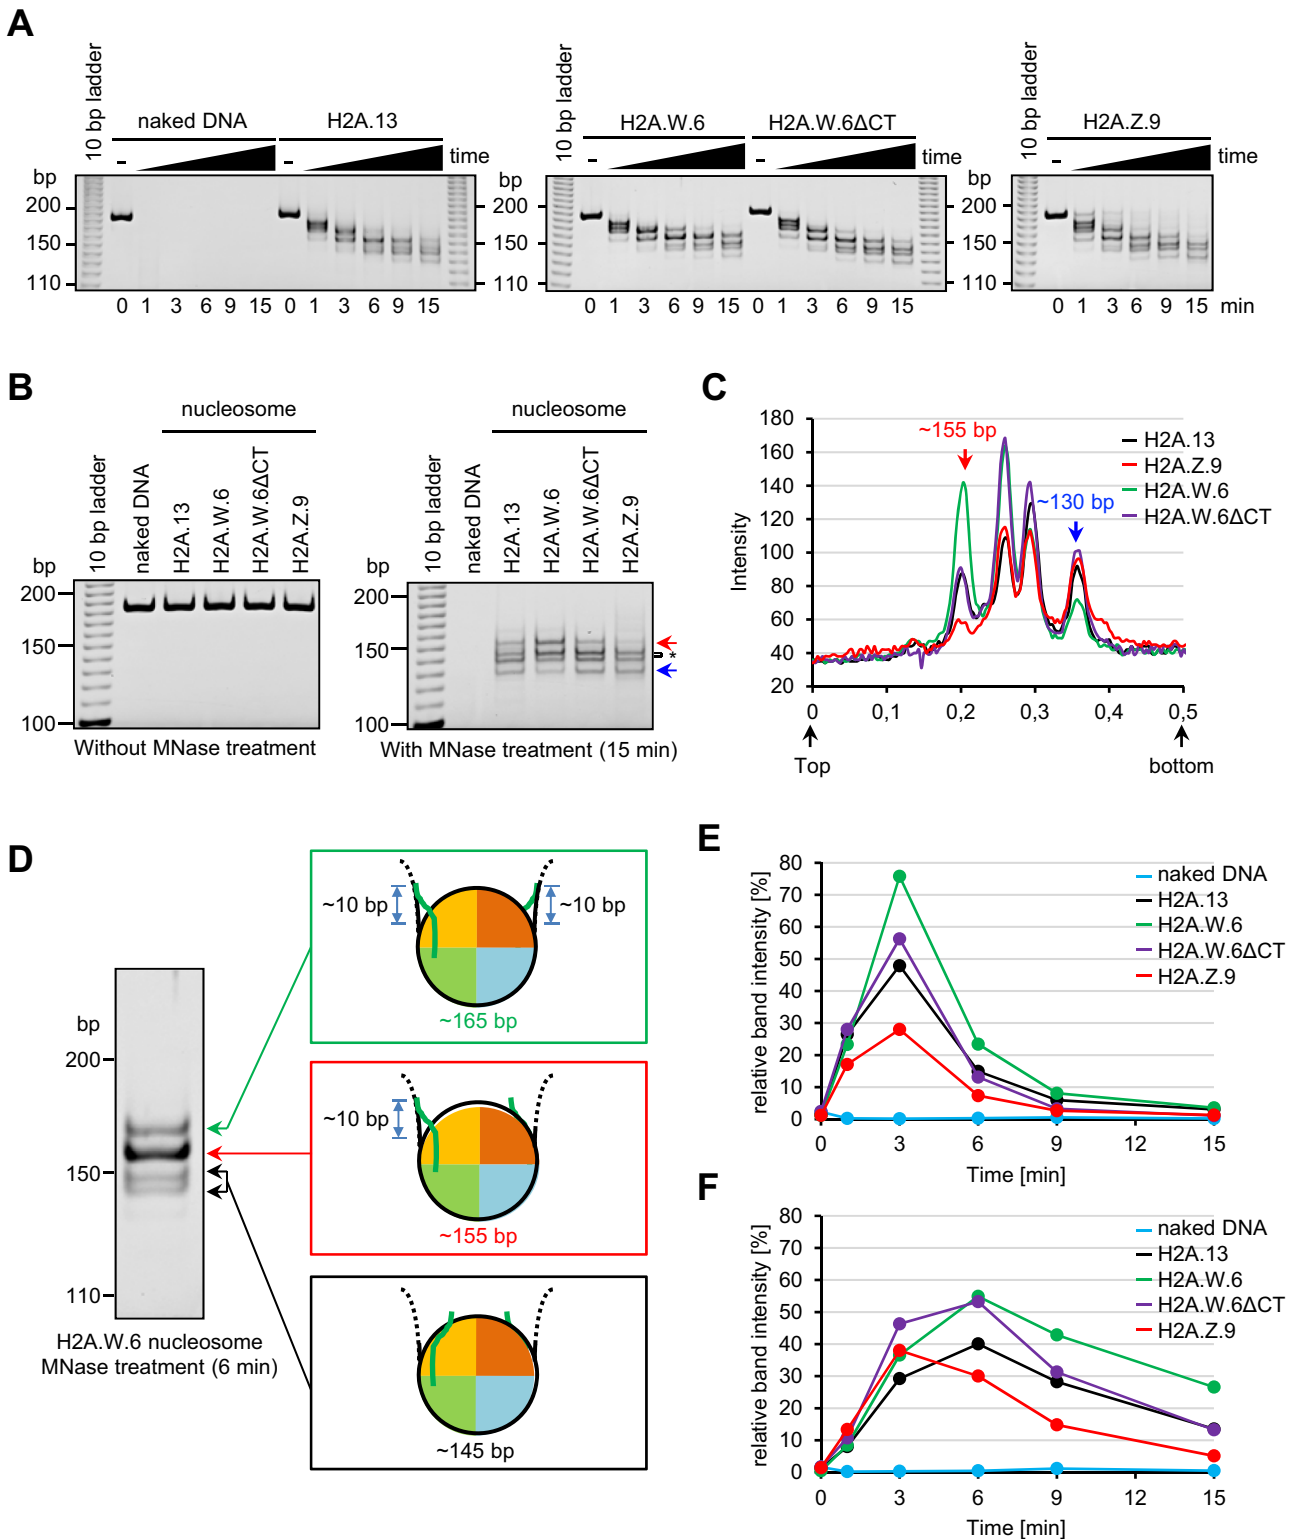 A
10 bp ladder
naked DNA
H2A.13
–
–
time
bp
200
150
110
0 1 3 6 9 15 0 1 3 6 9 15
10 bp ladder
H2A.W.6
H2A.W.6ΔCT
–
–
time
bp
200
150
110
0 1 3 6 9 15 0 1 3 6 9 15
10 bp ladder
H2A.Z.9
–
time
200
150
110
0 1 3 6 9 15 min
B
nucleosome
10 bp ladder
naked DNA
H2A.13
H2A.W.6
H2A.W.6ΔCT
H2A.Z.9
bp
200
150
100
Without MNase treatment
nucleosome
10 bp ladder
naked DNA
H2A.13
H2A.W.6
H2A.W.6ΔCT
H2A.Z.9
200
150
100
*
With MNase treatment (15 min)
C
Intensity
180
160
140
120
100
80
60
40
20
~155 bp
~130 bp
H2A.13
H2A.Z.9
H2A.W.6
H2A.W.6ΔCT
0 0,1 0,2 0,3 0,4 0,5
Top
bottom
D
bp
200
150
110
H2A.W.6 nucleosome
MNase treatment (6 min)
~10 bp
~10 bp
~165 bp
~10 bp
~155 bp
~145 bp
E
relative band intensity [%]
80
70
60
50
40
30
20
10
0
naked DNA
H2A.13
H2A.W.6
H2A.W.6ΔCT
H2A.Z.9
0 3 6 9 12 15
Time [min]
F
relative band intensity [%]
80
70
60
50
40
30
20
10
0
naked DNA
H2A.13
H2A.W.6
H2A.W.6ΔCT
H2A.Z.9
0 3 6 9 12 15
Time [min]